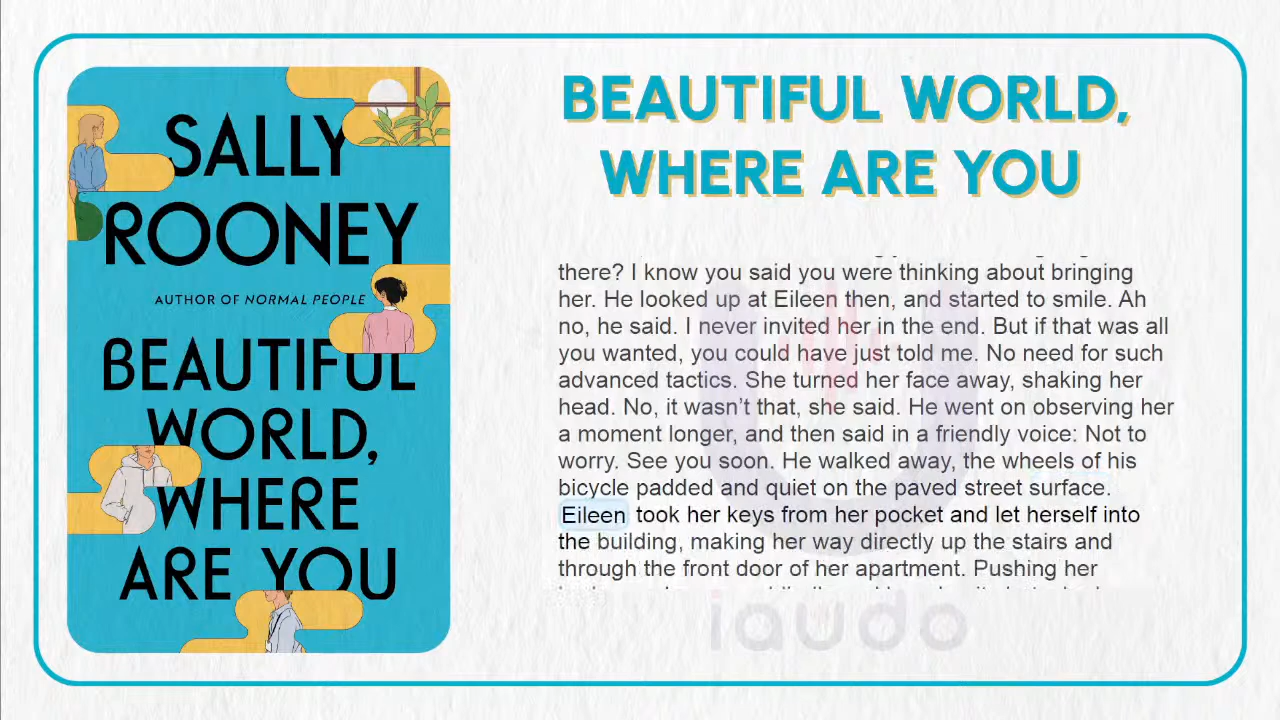 SALLY
ROONEY
AUTHOR OF NORMAL PEOPLE
BEAUTIFUL
WORLD,
WHERE
ARE YOU
BEAUTIFUL WORLD,
WHERE ARE YOU
there? I know you said you were thinking about bringing
her. He looked up at Eileen then, and started to smile. Ah
no, he said. I never invited her in the end. But if that was all
you wanted, you could have just told me. No need for such
advanced tactics. She turned her face away, shaking her
head. No, it wasn’t that, she said. He went on observing her
a moment longer, and then said in a friendly voice: Not to
worry. See you soon. He walked away, the wheels of his
bicycle padded and quiet on the paved street surface.
Eileen took her keys from her pocket and let herself into
the building, making her way directly up the stairs and
through the front door of her apartment. Pushing her
iaudo